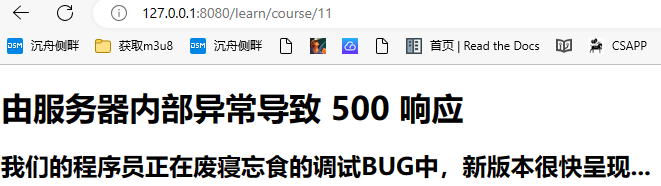 127.0.0.1:8080/learn/course/11
DSM 沉舟侧畔 获取m3u8 DSM 沉舟侧畔 首页 | Read the Docs CSAPP
由服务器内部异常导致 500 响应
我们的程序员正在废寝忘食的调试BUG中，新版本很快呈现...